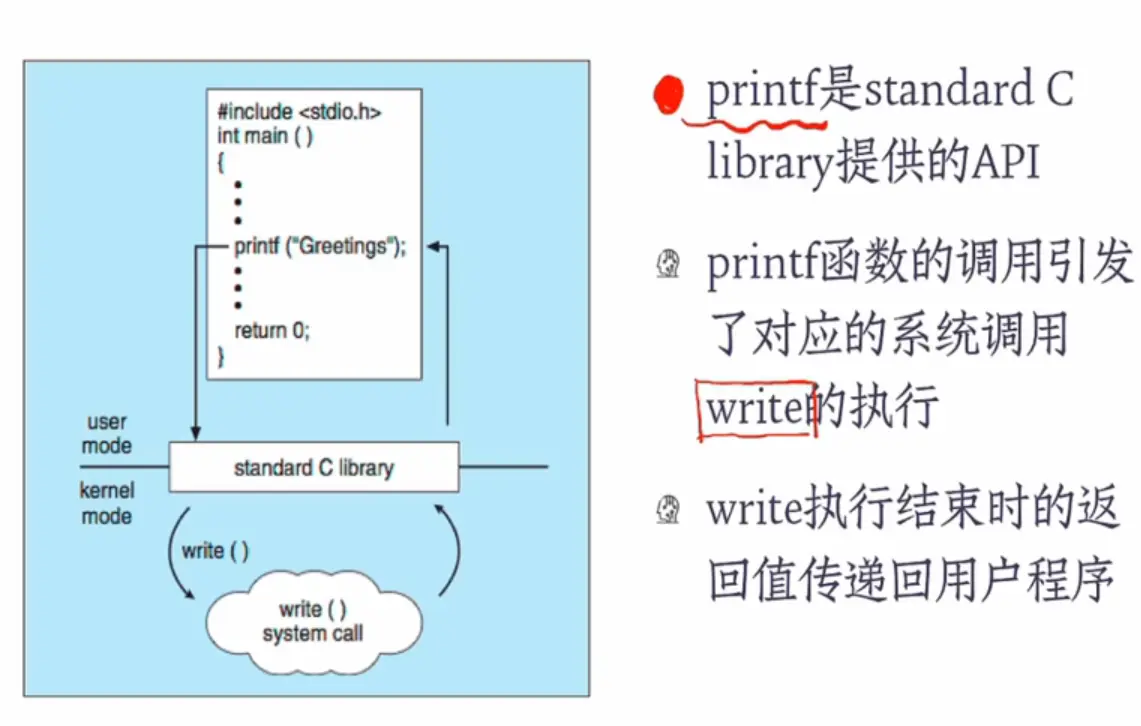 #include <stdio.h>
int main ( )
{
printf ("Greetings");
return 0;
}
user
mode
standard C library
kernel
mode
write ( )
write ( )
system call
printf是standard C
library提供的API
printf函数的调用引发
了对应的系统调用
write的执行
write执行结束时的返
回值传递回用户程序